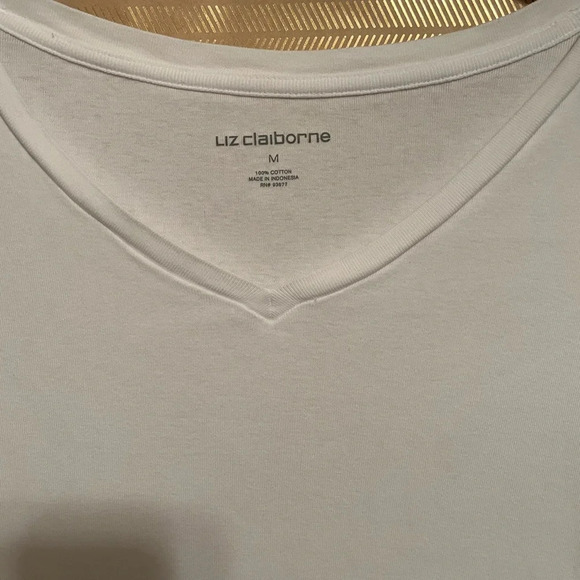 LIZ claiborne
M
100% COTTON
MADE IN INDONESIA
RN# 93677